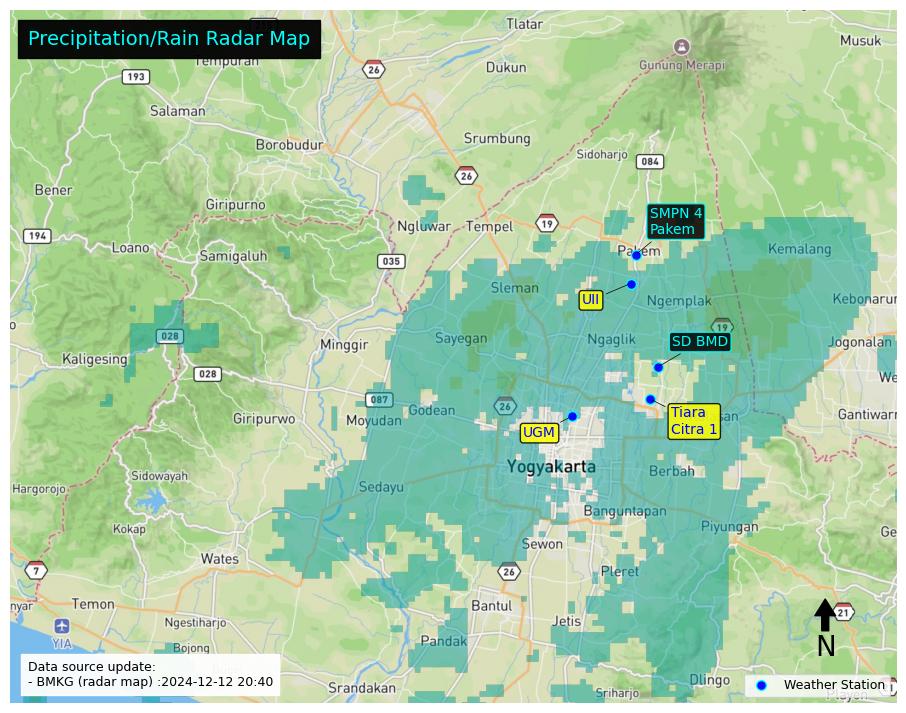 Precipitation/Rain Radar Map
Tlatar
Musuk
Tempuran
Gunung Merapi
193
26
Dukun
Salaman
Srumbung
Borobudur
Sidoharjo
084
26
Bener
Giripurno
SMPN 4
Pakem
194
Ngluwar
Tempel
19
Loano
Samigaluh
035
Pakem
Kemalang
Sleman
UII
Ngemplak
Kebonarum
028
Sayegan
Ngaglik
19
SD BMD
Minggir
Jogonalan
Kaligesing
028
087
Godean
26
Tiara
Citra 1
Giripurwo
Moyudan
UGM
Gantiwarn
Yogyakarta
Berbah
Hargorojo
Sidowayah
Sedayu
Banguntapan
Kokap
Piyungan
Wates
Sewon
Ge
7
26
Pleret
Temon
Bantul
21
Ngestiharjo
Jetis
YIA
Bojong
Pandak
N
Data source update:
- BMKG (radar map) :2024-12-12 20:40
Srandakan
Sriharjo
Dlingo
Weather Station